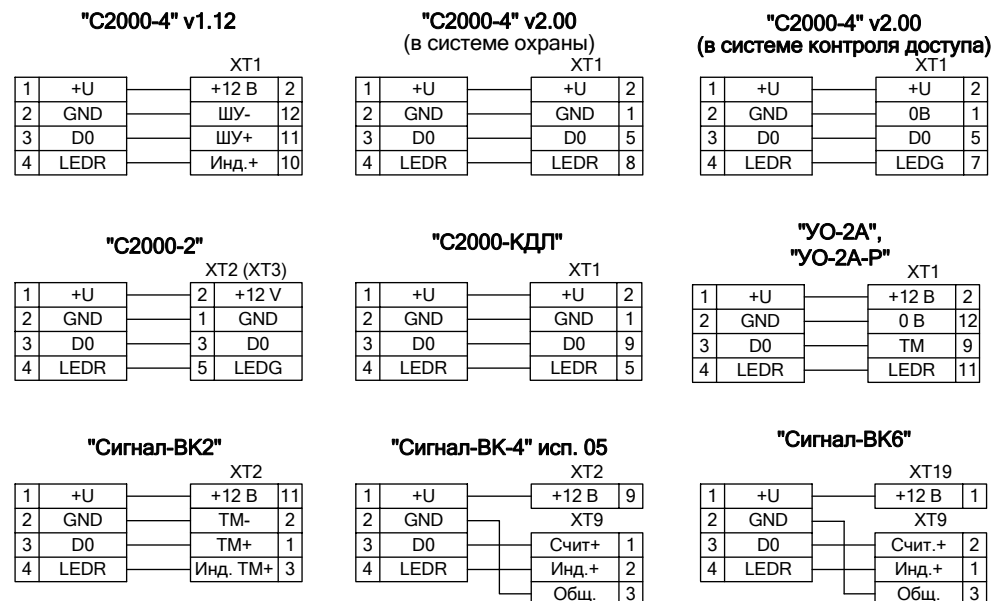 "С2000-4" v1.12
XT1
1 +U +12 В 2
2 GND ШУ- 12
3 D0 ШУ+ 11
4 LEDR Инд.+ 10
"С2000-4" v2.00
(в системе охраны)
XT1
1 +U +U 2
2 GND GND 1
3 D0 D0 5
4 LEDR LEDR 8
"С2000-4" v2.00
(в системе контроля доступа)
XT1
1 +U +U 2
2 GND 0В 1
3 D0 D0 5
4 LEDR LEDG 7
"С2000-2"
XT2 (XT3)
1 +U 2 +12 V
2 GND 1 GND
3 D0 3 D0
4 LEDR 5 LEDG
"С2000-КДЛ"
XT1
1 +U +U 2
2 GND GND 1
3 D0 D0 9
4 LEDR LEDR 5
"УО-2А",
"УО-2А-Р"
XT1
1 +U +12 В 2
2 GND 0 В 12
3 D0 ТМ 9
4 LEDR LEDR 11
"Сигнал-ВК2"
XT2
1 +U +12 В 11
2 GND ТМ- 2
3 D0 ТМ+ 1
4 LEDR Инд. ТМ+ 3
"Сигнал-ВК-4" исп. 05
XT2
1 +U +12 В 9
2 GND XT9
3 D0 Счит+ 1
4 LEDR Инд.+ 2
Общ. 3
"Сигнал-ВК6"
XT19
1 +U +12 В 1
2 GND XT9
3 D0 Счит.+ 2
4 LEDR Инд.+ 1
Общ. 3